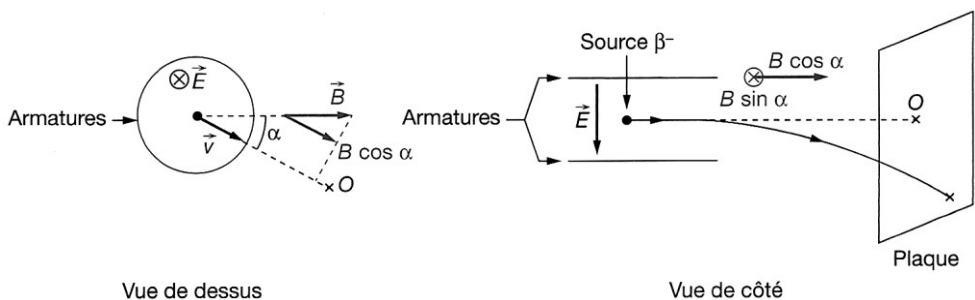 E⃗
B⃗
Armatures
α
v⃗
B cos α
O
Vue de dessus
Source β⁻
B cos α
B sin α
Armatures
E⃗
O
Plaque
Vue de côté